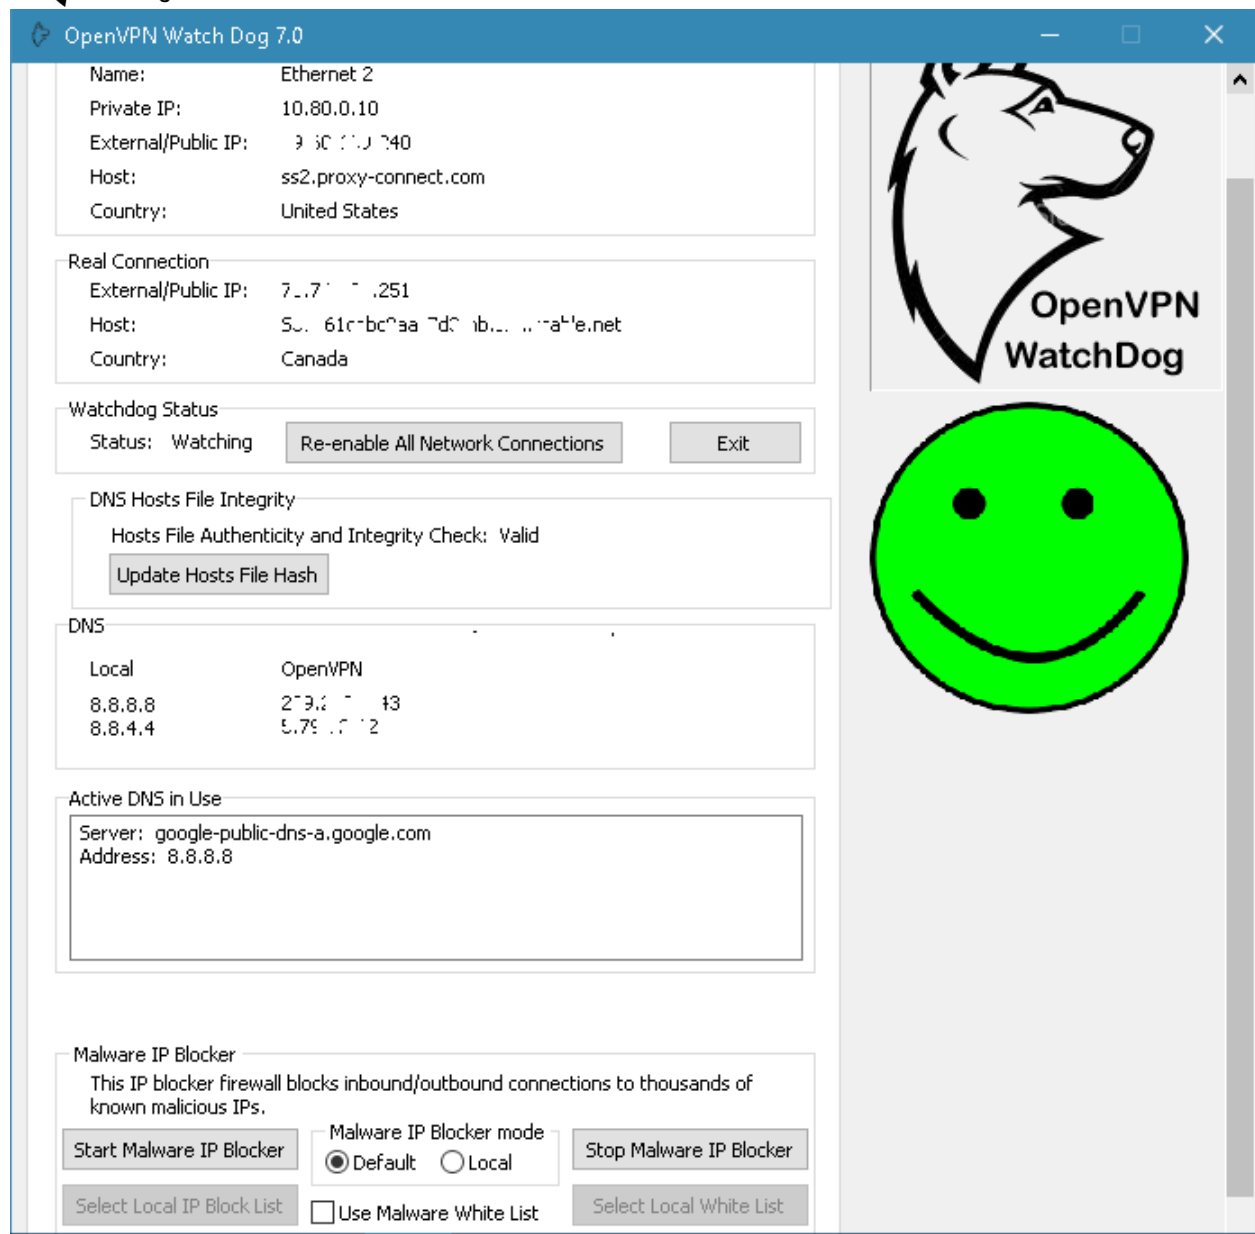 OpenVPN Watch Dog 7.0
Name: Ethernet 2
Private IP: 10.80.0.10
External/Public IP:
Host: ss2.proxy-connect.com
Country: United States
Real Connection
External/Public IP: .251
Host:
Country: Canada
Watchdog Status
Status: Watching Re-enable All Network Connections Exit
DNS Hosts File Integrity
Hosts File Authenticity and Integrity Check: Valid
Update Hosts File Hash
DNS
Local OpenVPN
8.8.8.8
8.8.4.4
Active DNS in Use
Server: google-public-dns-a.google.com
Address: 8.8.8.8
Malware IP Blocker
This IP blocker firewall blocks inbound/outbound connections to thousands of
known malicious IPs.
Start Malware IP Blocker
Malware IP Blocker mode
Default Local
Stop Malware IP Blocker
Select Local IP Block List
Use Malware White List
Select Local White List
OpenVPN
WatchDog